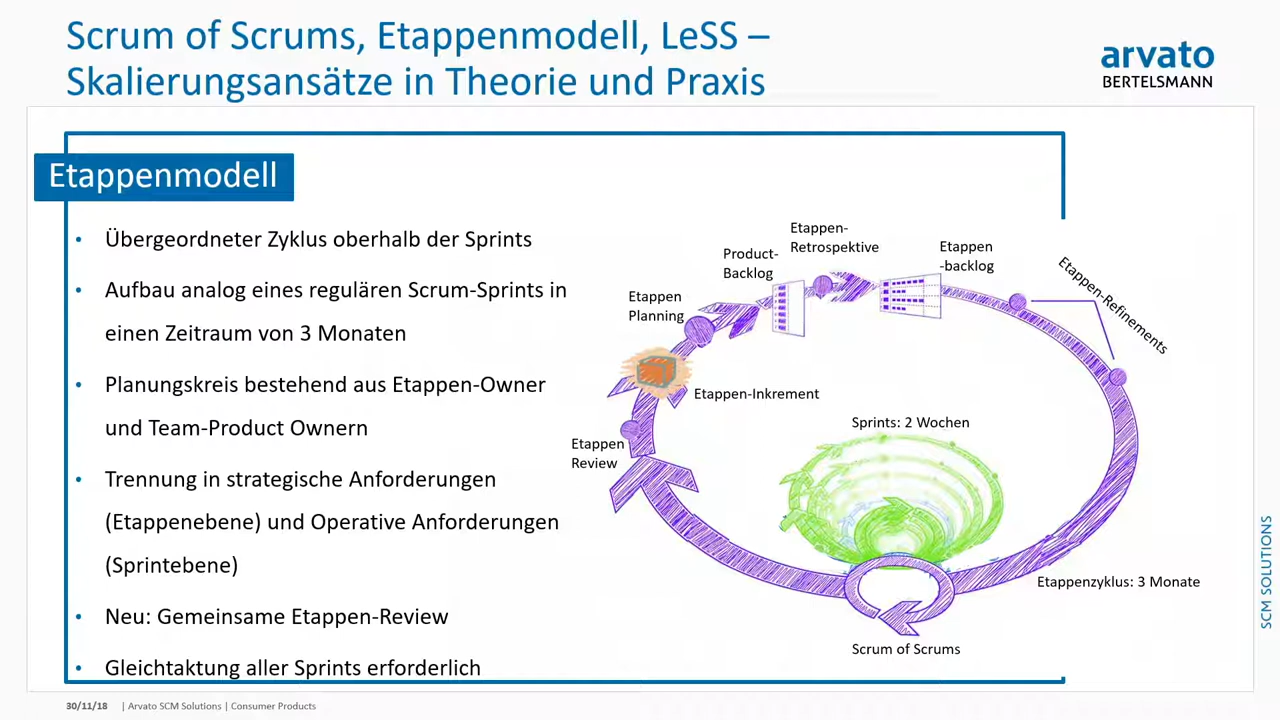 Scrum of Scrums, Etappenmodell, LeSS –
Skalierungsansätze in Theorie und Praxis
arvato
BERTELSMANN
Etappenmodell
• Übergeordneter Zyklus oberhalb der Sprints
• Aufbau analog eines regulären Scrum-Sprints in
einen Zeitraum von 3 Monaten
• Planungskreis bestehend aus Etappen-Owner
und Team-Product Ownern
• Trennung in strategische Anforderungen
(Etappenebene) und Operative Anforderungen
(Sprintebene)
• Neu: Gemeinsame Etappen-Review
• Gleichtaktung aller Sprints erforderlich
Etappen-
Retrospektive
Product-
Backlog
Etappen
-backlog
Etappen-Refinements
Etappen
Planning
Etappen-Inkrement
Sprints: 2 Wochen
Etappen
Review
Etappenzyklus: 3 Monate
Scrum of Scrums
SCM SOLUTIONS
30/11/18 | Arvato SCM Solutions | Consumer Products